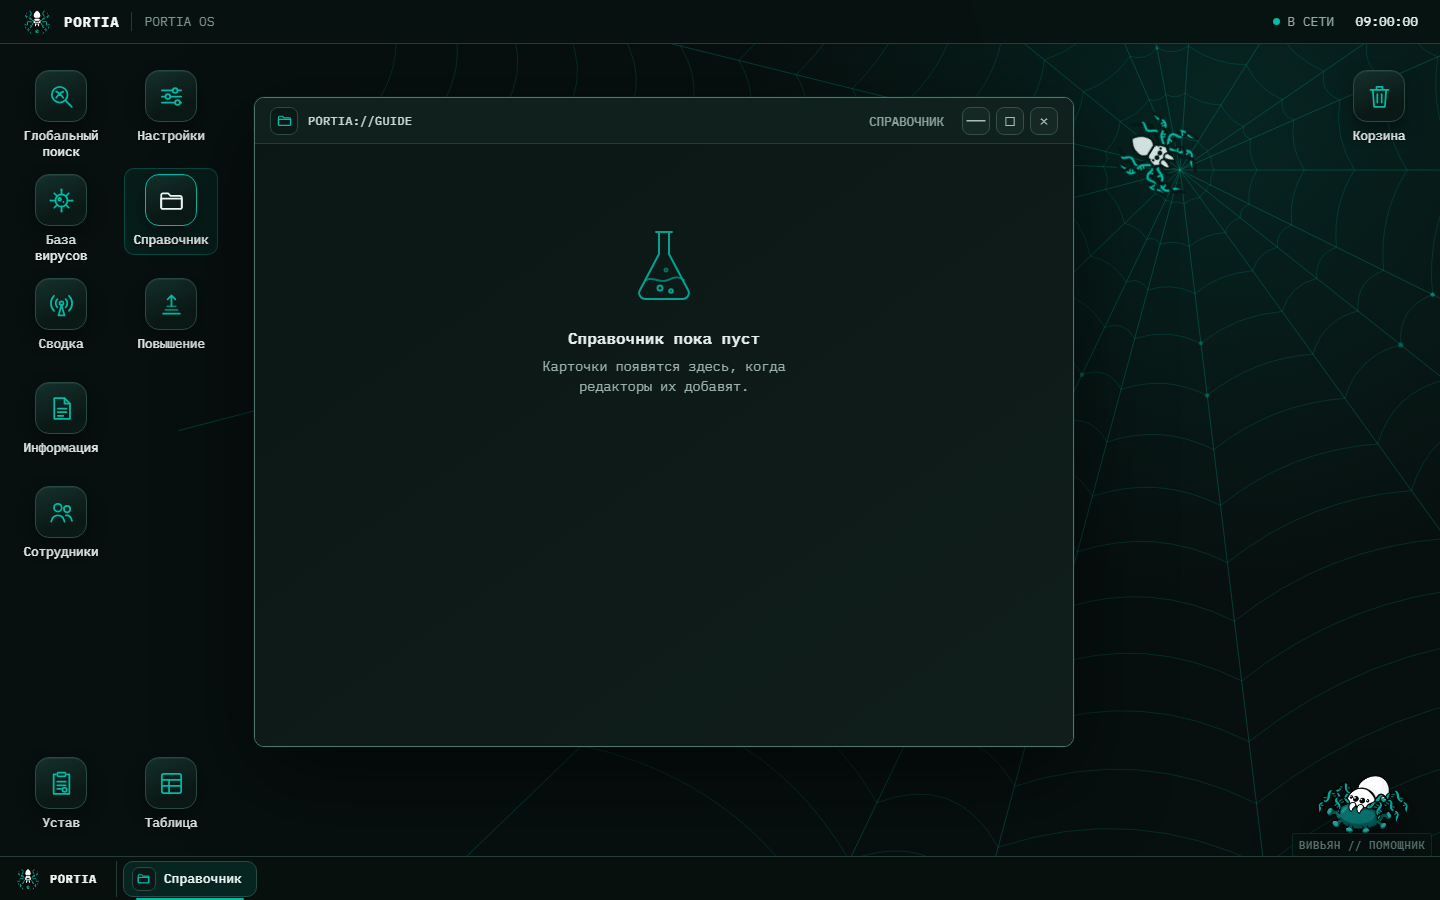 PORTIA
PORTIA OS
В СЕТИ
09:00:00
Глобальный
поиск
Настройки
База
вирусов
Справочник
Сводка
Повышение
Информация
Сотрудники
Устав
Таблица
Корзина
PORTIA://GUIDE
СПРАВОЧНИК
Справочник пока пуст
Карточки появятся здесь, когда
редакторы их добавят.
ВИВЬЯН // ПОМОЩНИК
PORTIA
Справочник